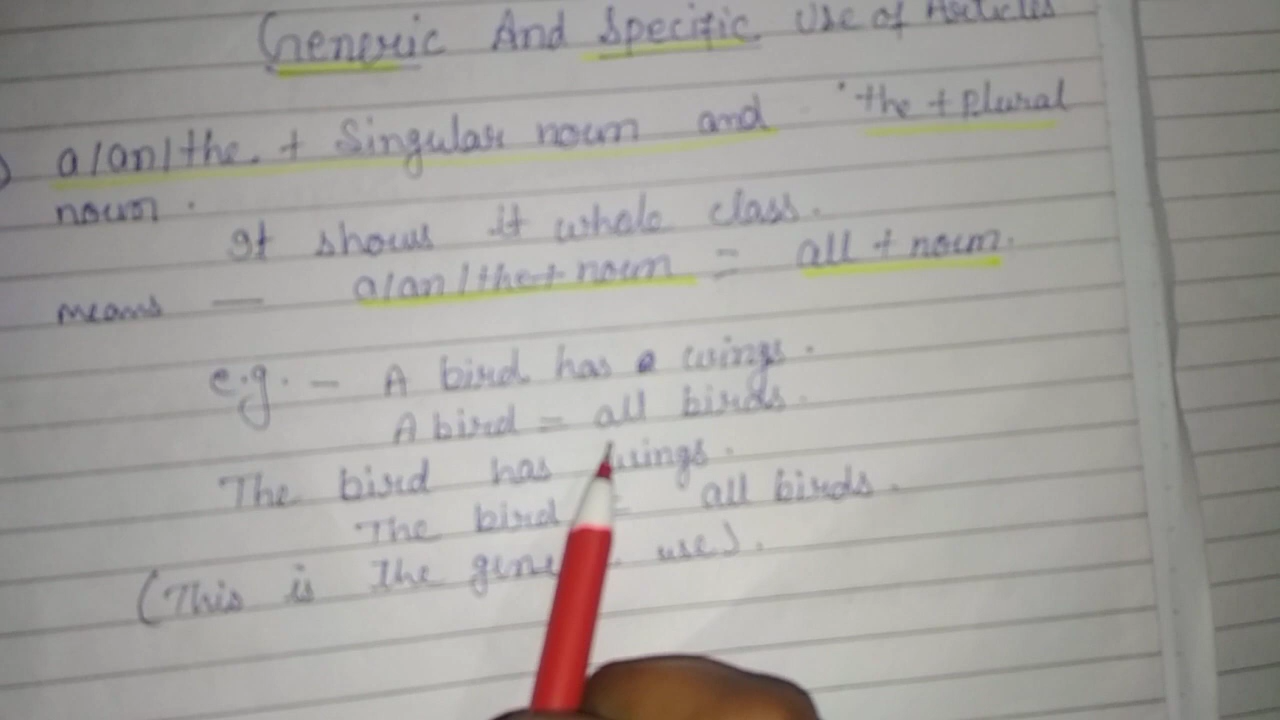 Generic And Specific Use of Articles
a/an/the. + Singular noun and "the + Plural
noun.
It shows it whole class.
means — a/an/the + noun = all + noun.
e.g. - A bird has a wings.
A bird = all birds.
The bird has wings.
The bird = all birds.
(This is the use).